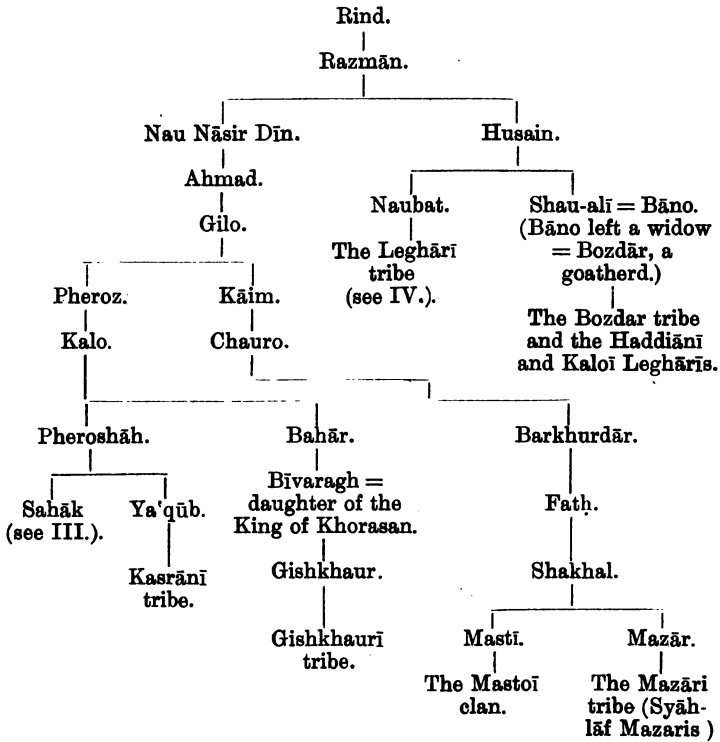 Rind.
Razmān.
Nau Nāsir Dīn. Husain.
Ahmad.
Naubat. Shau-alī = Bāno.
Gilo. (Bāno left a widow
The Leghārī = Bozdār, a
tribe goatherd.)
Pheroz. Kāim. (see IV.).
The Bozdar tribe
Kalo. Chauro. and the Haddiānī
and Kaloī Leghārīs.
Pheroshāh. Bahār. Barkhurdār.
Bīvaragh =
Sahāk Ya'qūb. daughter of the Fatḥ.
(see III.). King of Khorasan.
Kasrānī Gishkhaur. Shakhal.
tribe.
Gishkhaurī Mastī. Mazār.
tribe.
The Mastoī The Mazāri
clan. tribe (Syāh-
lāf Mazaris )